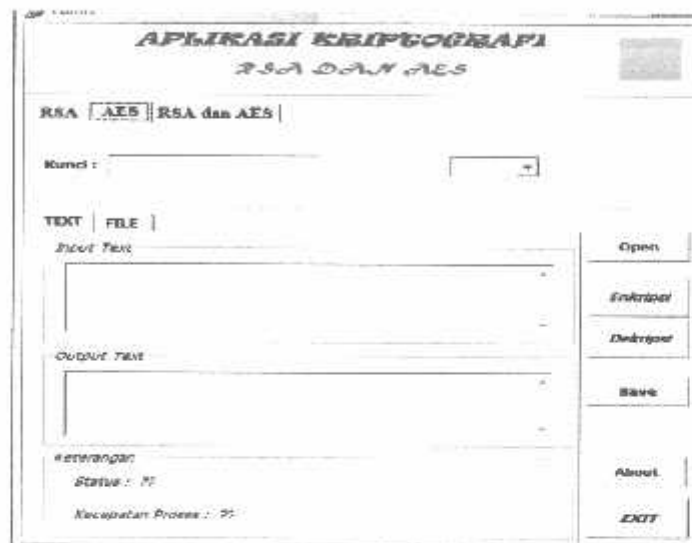 APLIKASI KRIPTOGRAFI
RSA DAN AES
RSA AES RSA dan AES
Kunci :
TEXT FILE
Input Text
Open
Enkripsi
Dekripsi
Output Text
Save
Keterangan
Status : ??
About
Kecepatan Proses : ??
EXIT